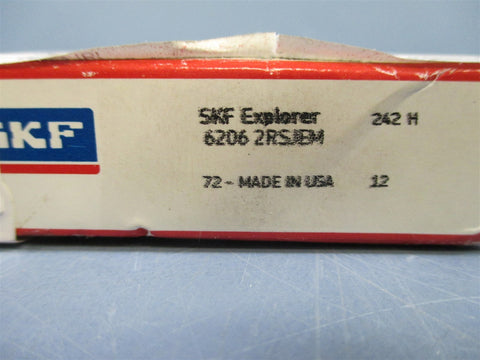 SKF
SKF Explorer 242 H
6206 2RSJEM
72 - MADE IN USA 12